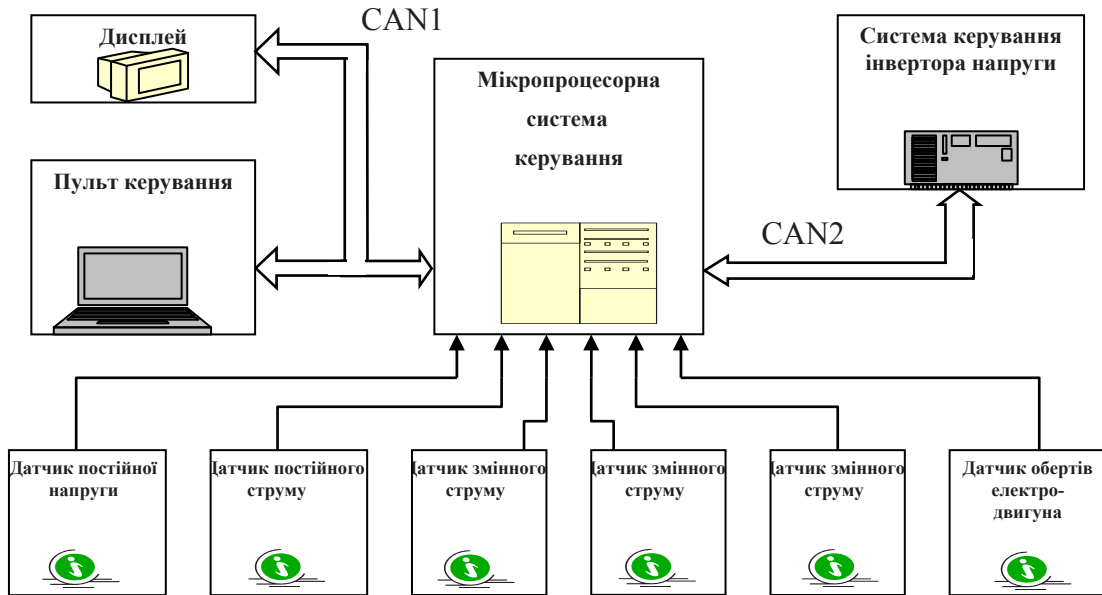 CAN1
Дисплей
Пульт керування
Мікропроцесорна
система
керування
Система керування
інвертора напруги
CAN2
Датчик постійної
напруги
Датчик постійного
струму
Датчик змінного
струму
Датчик змінного
струму
Датчик змінного
струму
Датчик обертів
електро-
двигуна